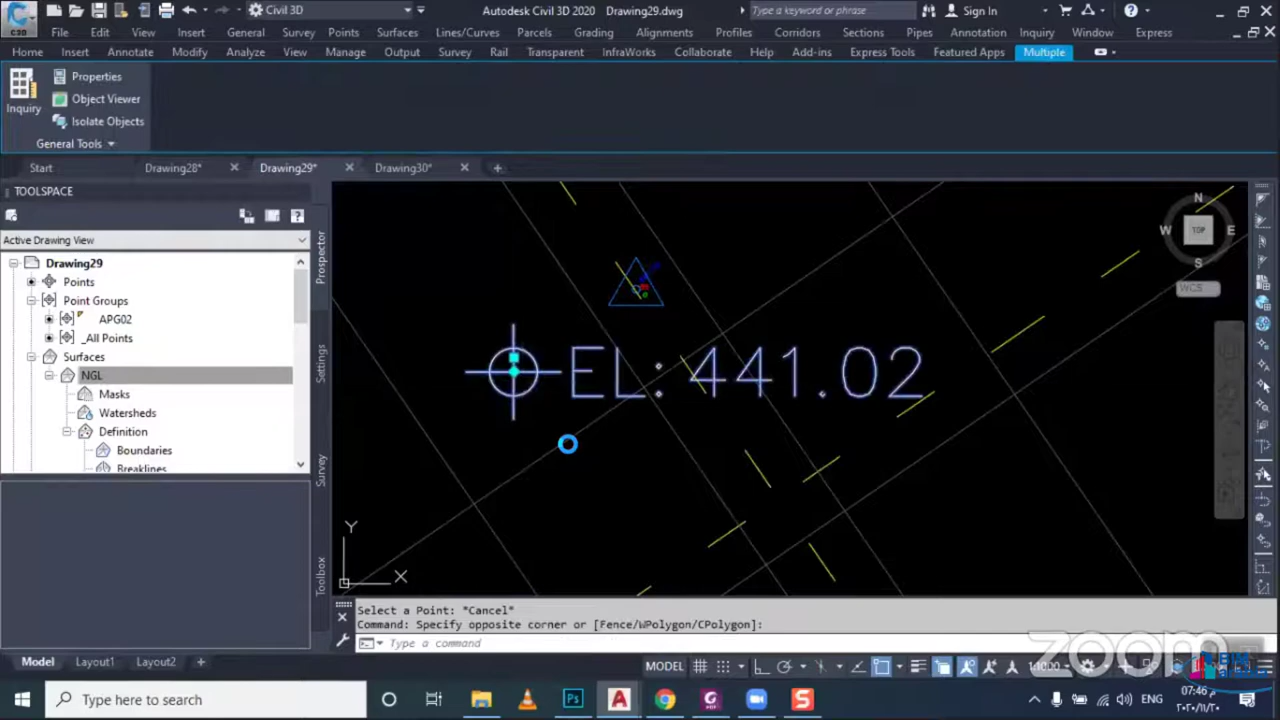 Civil 3D
Autodesk Civil 3D 2020 Drawing29.dwg
Type a keyword or phrase
Sign In
File Edit View Insert General Survey Points Surfaces Lines/Curves Parcels Grading Alignments Profiles Corridors Sections Annotation Inquiry Window Express
Home Insert Annotate Modify Analyze View Manage Output Survey Rail Transparent InfraWorks Collaborate Help Add-ins Express Tools Featured Apps Multiple
Inquiry
Properties
Object Viewer
Isolate Objects
General Tools
Start Drawing28* Drawing29* Drawing30*
TOOLSPACE
Active Drawing View
Drawing29
Points
Point Groups
APG02
_All Points
Surfaces
NGL
Masks
Watersheds
Definition
Boundaries
Breaklines
Prospector
Settings
Survey
Toolbox
N
W TOP E
S
WCS
EL: 441.02
Y
X
Select a Point: *Cancel*
Command: Specify opposite corner or [Fence/WPolygon/CPolygon]:
Type a command
zoom
Model Layout1 Layout2
MODEL
Type here to search
ENG